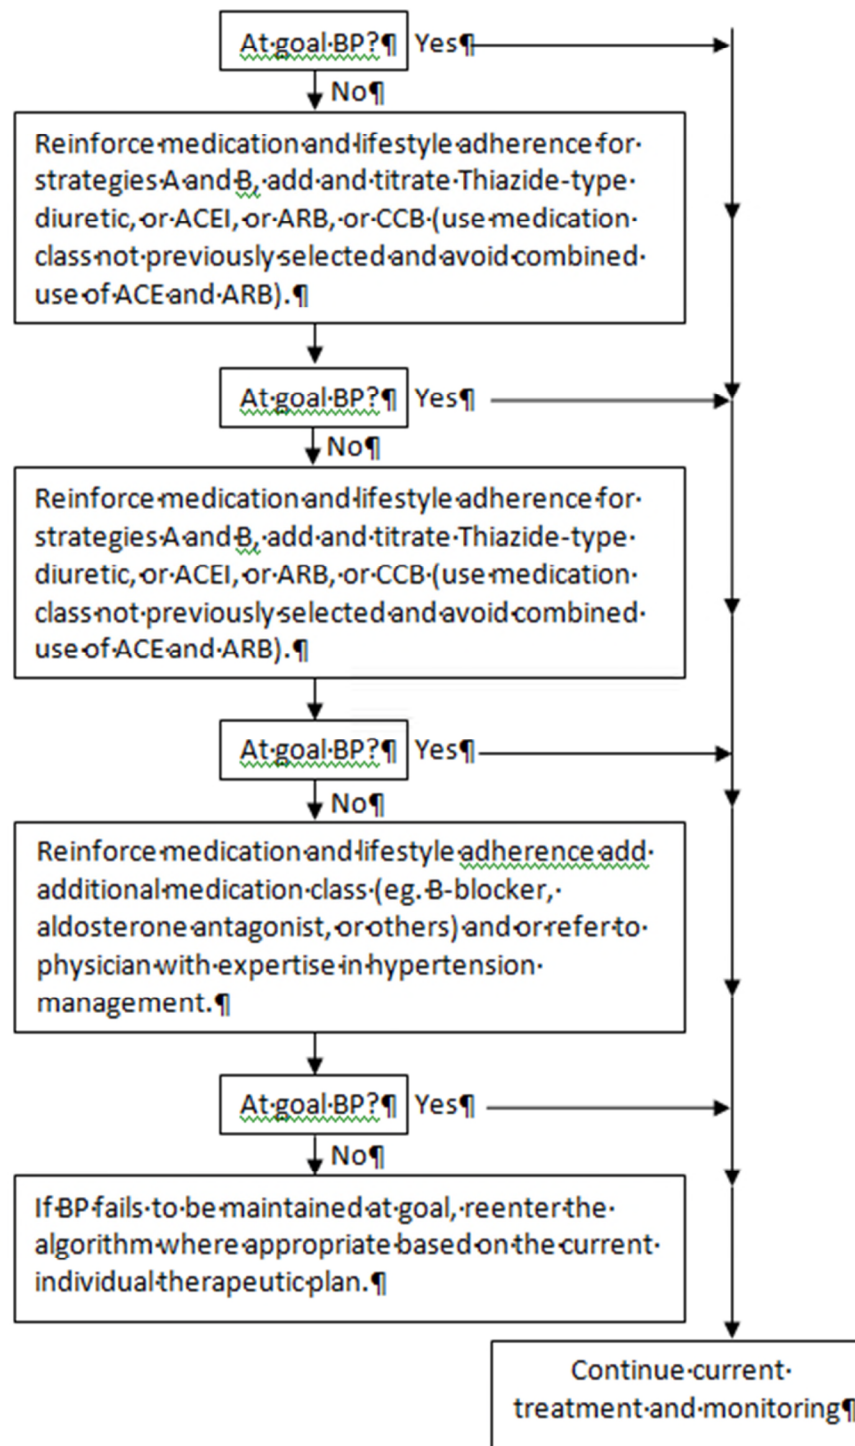 At goal BP?¶ Yes¶
No¶
Reinforce medication and lifestyle adherence for
strategies A and B, add and titrate Thiazide-type
diuretic, or ACEI, or ARB, or CCB (use medication
class not previously selected and avoid combined
use of ACE and ARB).¶
At goal BP?¶ Yes¶
No¶
Reinforce medication and lifestyle adherence for
strategies A and B, add and titrate Thiazide-type
diuretic, or ACEI, or ARB, or CCB (use medication
class not previously selected and avoid combined
use of ACE and ARB).¶
At goal BP?¶ Yes¶
No¶
Reinforce medication and lifestyle adherence add
additional medication class (eg. B-blocker,
aldosterone antagonist, or others) and or refer to
physician with expertise in hypertension
management.¶
At goal BP?¶ Yes¶
No¶
If BP fails to be maintained at goal, reenter the
algorithm where appropriate based on the current
individual therapeutic plan.¶
Continue current
treatment and monitoring¶